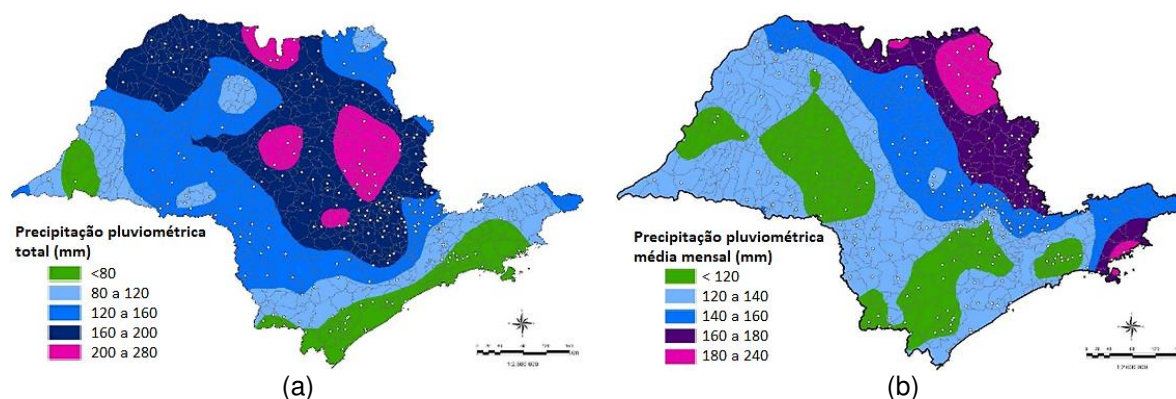 Precipitação pluviométrica
total (mm)
<80
80 a 120
120 a 160
160 a 200
200 a 280
(a)
Precipitação pluviométrica
média mensal (mm)
< 120
120 a 140
140 a 160
160 a 180
180 a 240
(b)